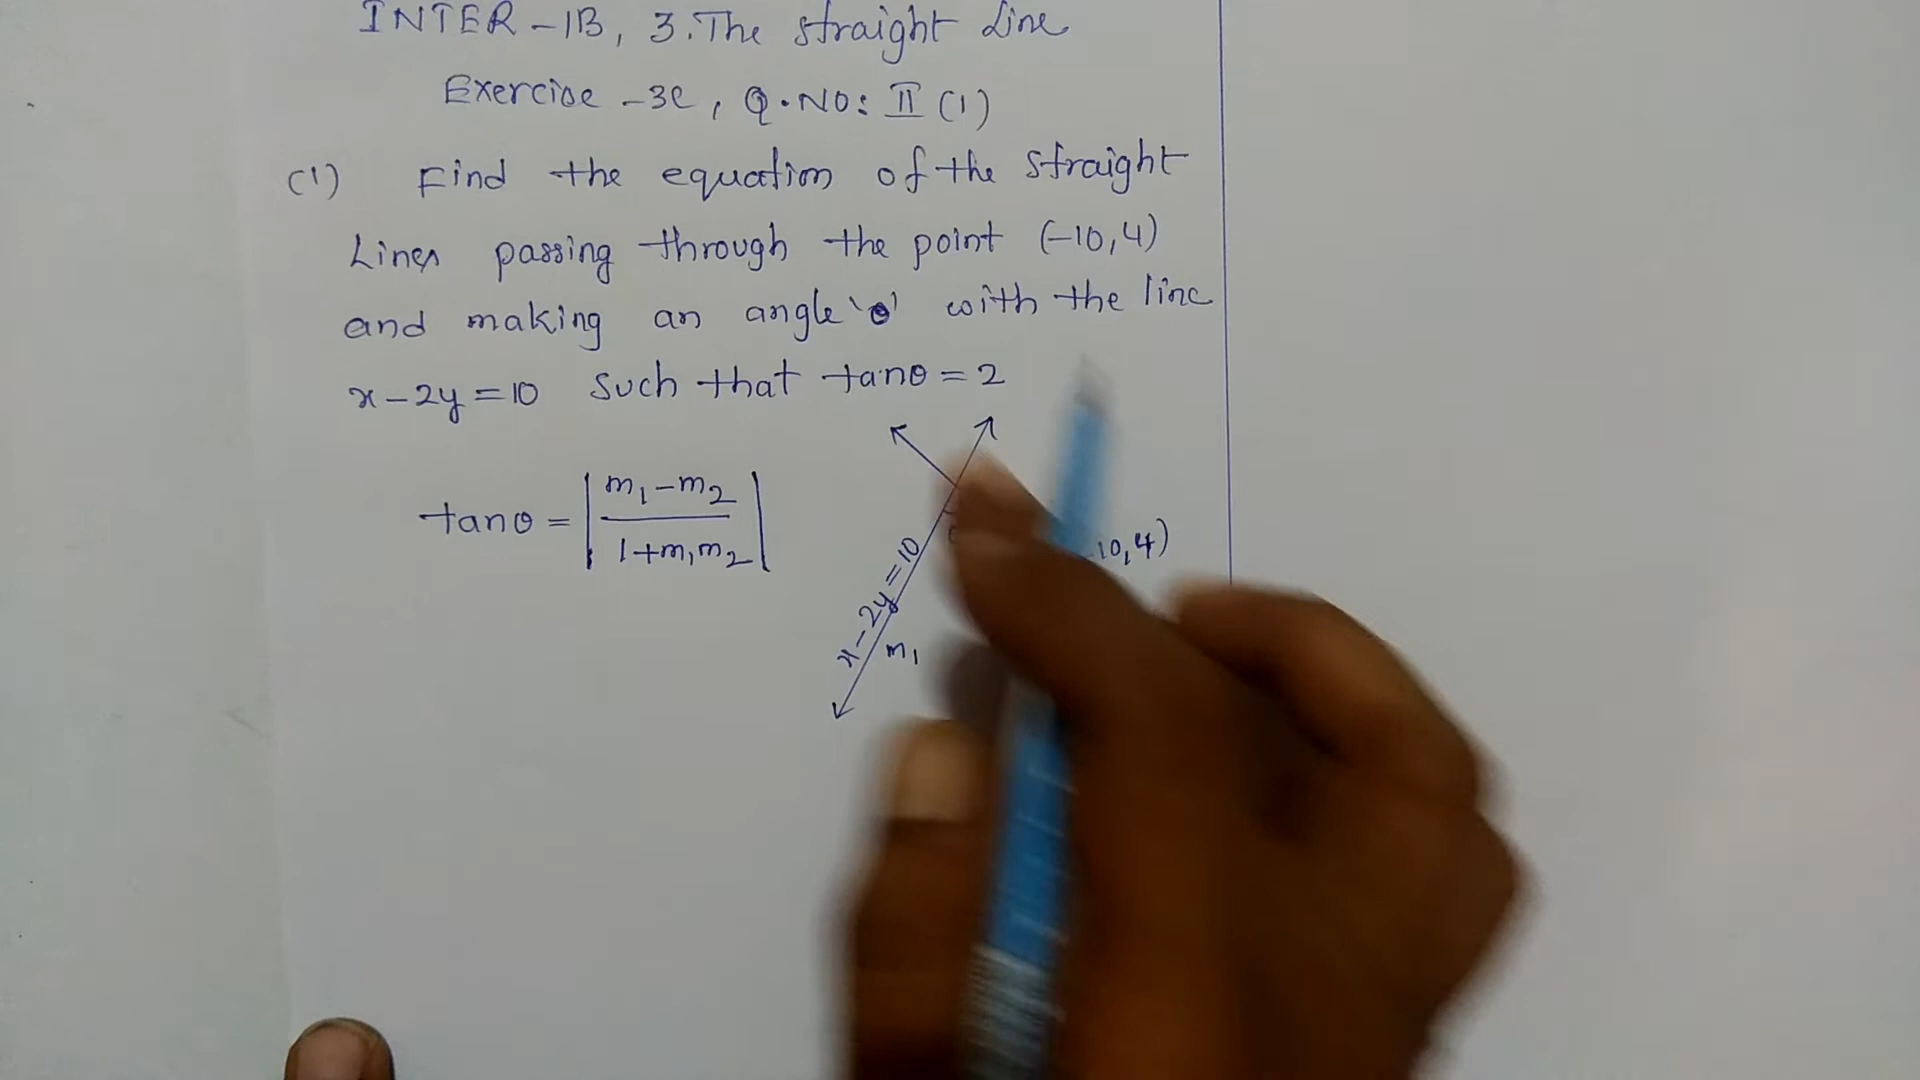 INTER-1B, 3. The straight Line
Exercise -3C, Q.NO: II (1)
(1) Find the equation of the straight
Lines passing through the point (-10,4)
and making an angle 'θ' with the line
x-2y=10 such that tanθ=2
tanθ = |m₁-m₂ / 1+m₁m₂|
x-2y=10
m₁
10,4)